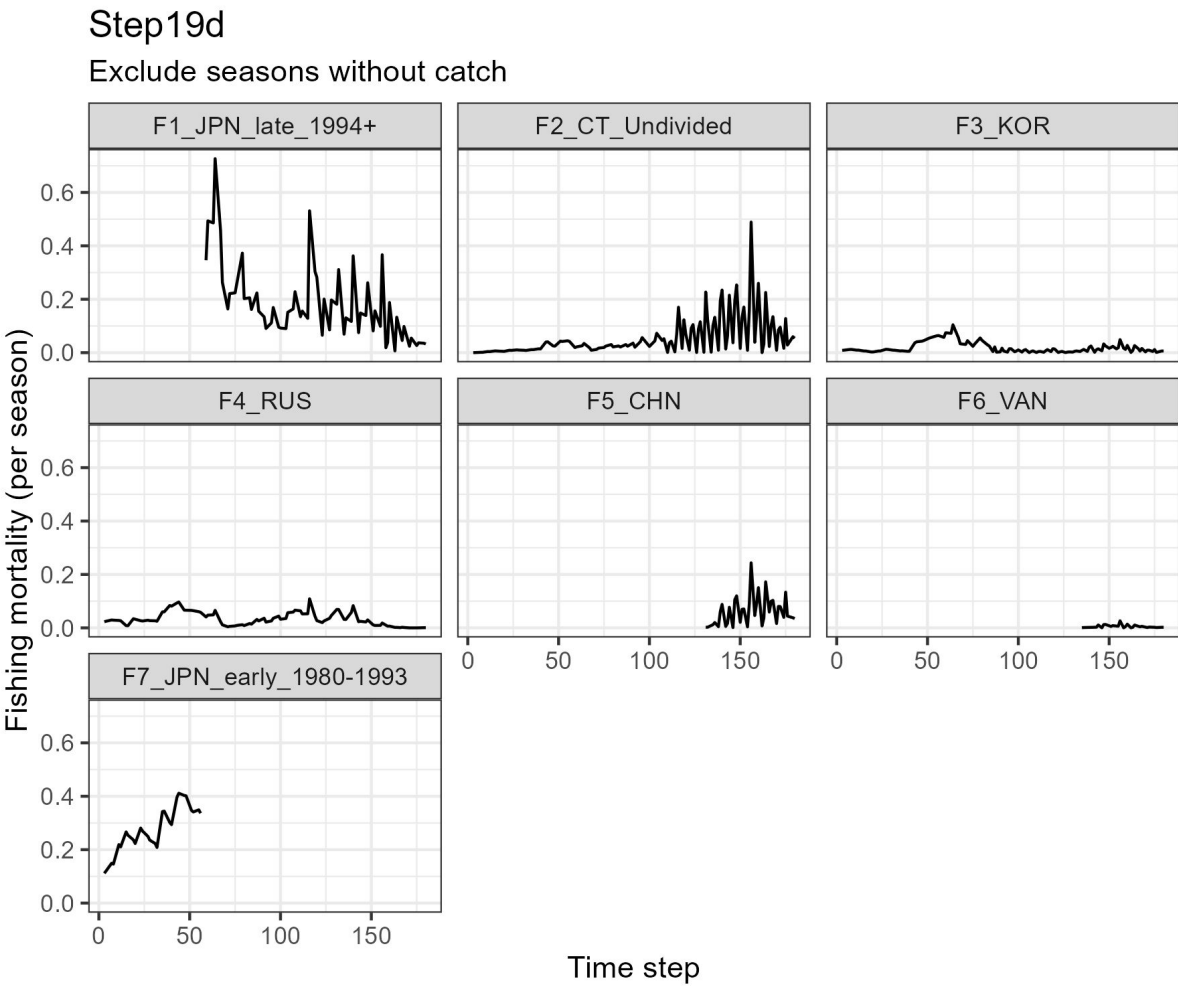 Step19d
Exclude seasons without catch
F1_JPN_late_1994+
F2_CT_Undivided
F3_KOR
0.6
0.4
0.2
0.0
F4_RUS
F5_CHN
F6_VAN
0.6
0.4
0.2
0.0
0 50 100 150
0 50 100 150
F7_JPN_early_1980-1993
0.6
0.4
0.2
0.0
0 50 100 150
Time step
Fishing mortality (per season)